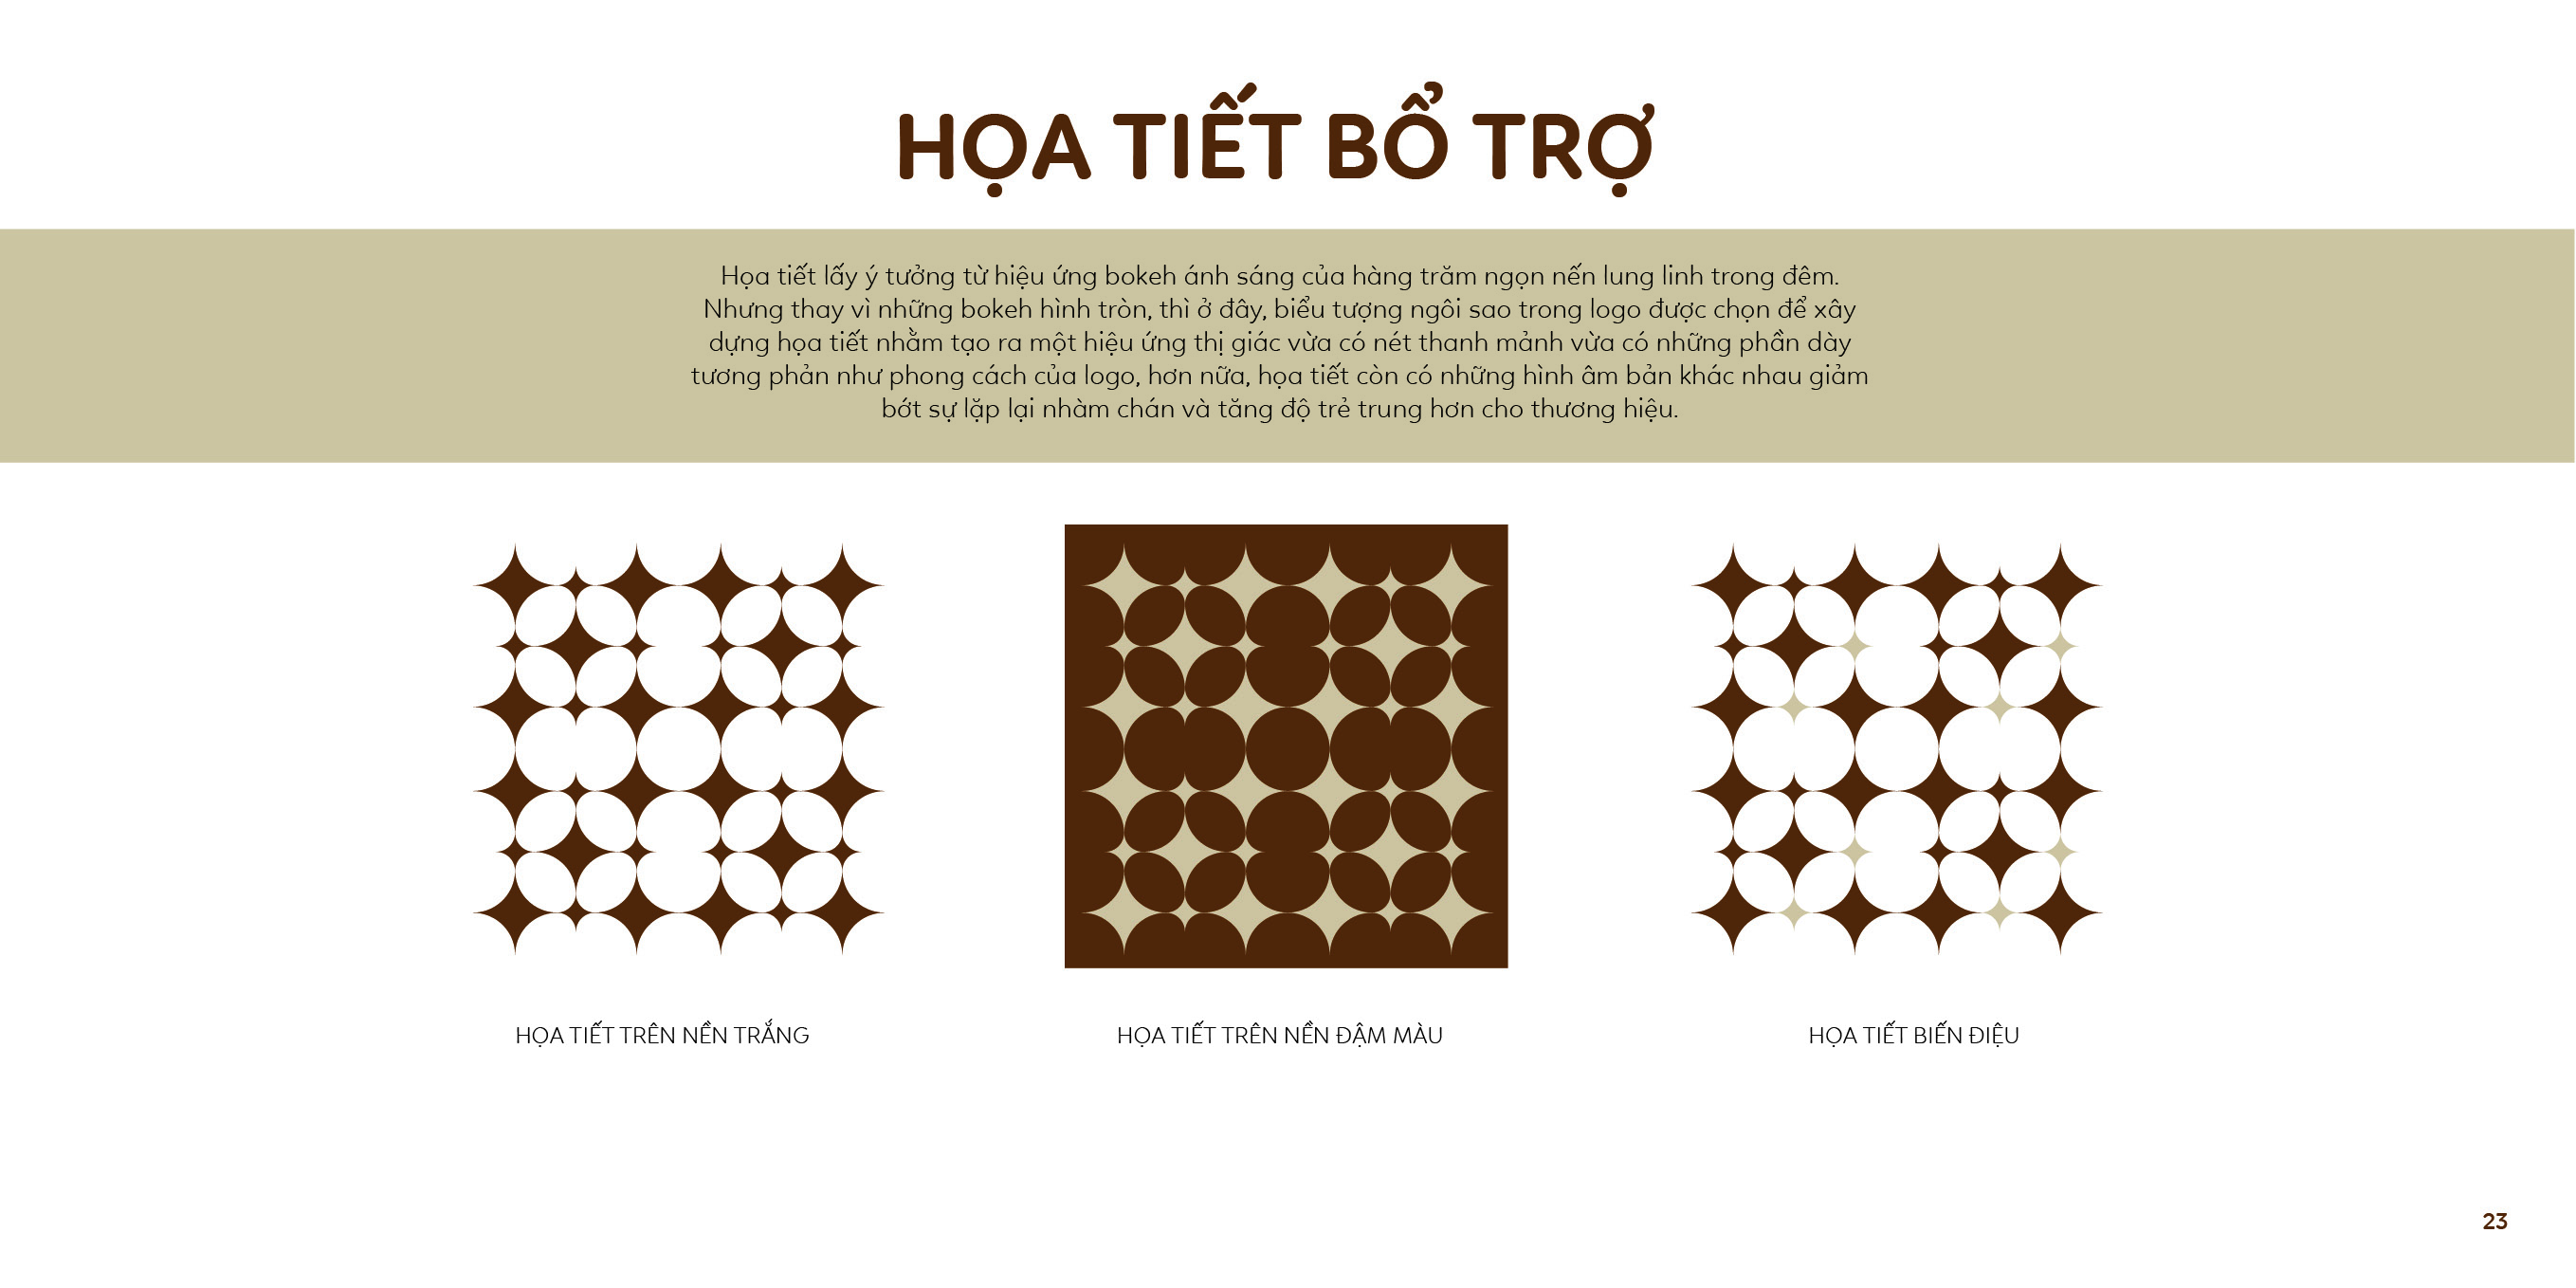 HỌA TIẾT BỔ TRỢ
Họa tiết lấy ý tưởng từ hiệu ứng bokeh ánh sáng của hàng trăm ngọn nến lung linh trong đêm.
Nhưng thay vì những bokeh hình tròn, thì ở đây, biểu tượng ngôi sao trong logo được chọn để xây
dựng họa tiết nhằm tạo ra một hiệu ứng thị giác vừa có nét thanh mảnh vừa có những phần dày
tương phản như phong cách của logo, hơn nữa, họa tiết còn có những hình âm bản khác nhau giảm
bớt sự lặp lại nhàm chán và tăng độ trẻ trung hơn cho thương hiệu.
HỌA TIẾT TRÊN NỀN TRẮNG
HỌA TIẾT TRÊN NỀN ĐẬM MÀU
HỌA TIẾT BIẾN ĐIỆU
23